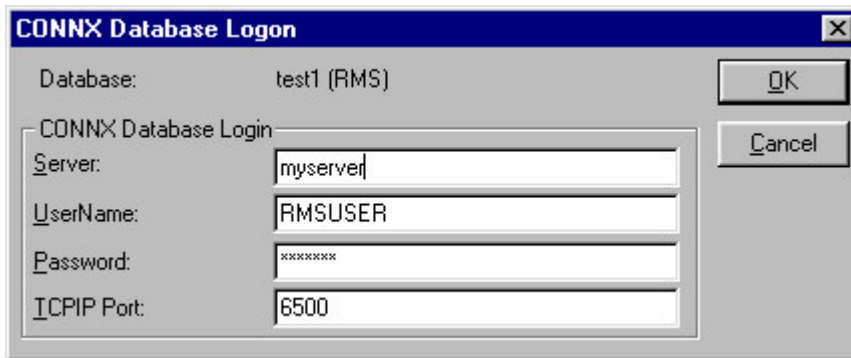 CONNX Database Logon
Database: test1 (RMS)
OK
CONNX Database Login
Cancel
Server: myserver
UserName: RMSUSER
Password: *******
TCPIP Port: 6500